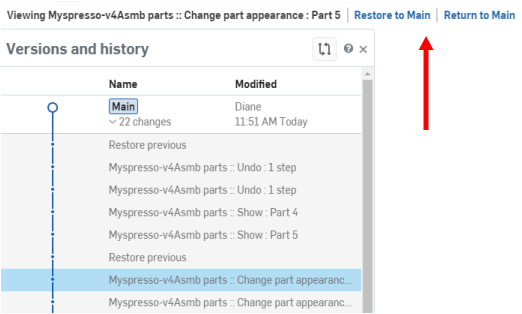 Viewing Myspresso-v4Asmb parts :: Change part appearance : Part 5 | Restore to Main | Return to Main
Versions and history
Name Modified
Main Diane
22 changes 11:51 AM Today
Restore previous
Myspresso-v4Asmb parts :: Undo : 1 step
Myspresso-v4Asmb parts :: Undo : 1 step
Myspresso-v4Asmb parts :: Show : Part 4
Myspresso-v4Asmb parts :: Show : Part 5
Restore previous
Myspresso-v4Asmb parts :: Change part appearanc...
Myspresso-v4Asmb parts :: Change part appearanc...